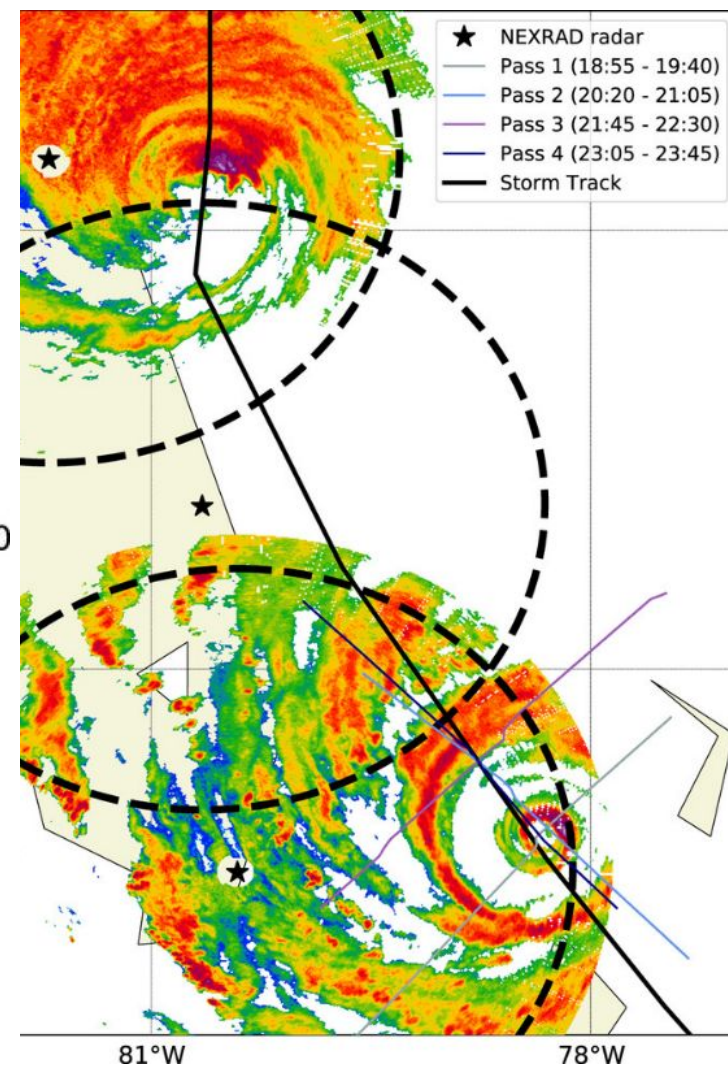 NEXRAD radar
Pass 1 (18:55 - 19:40)
Pass 2 (20:20 - 21:05)
Pass 3 (21:45 - 22:30)
Pass 4 (23:05 - 23:45)
Storm Track
0
81°W
78°W